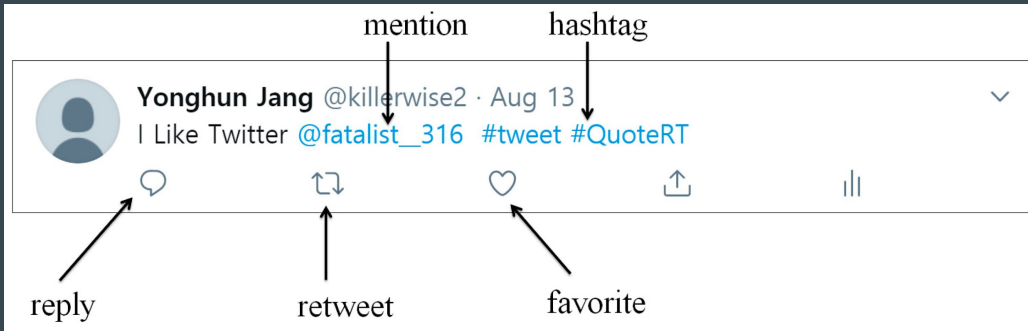 mention hashtag
Yonghun Jang @killerwise2 · Aug 13
I Like Twitter @fatalist__316 #tweet #QuoteRT
reply retweet favorite